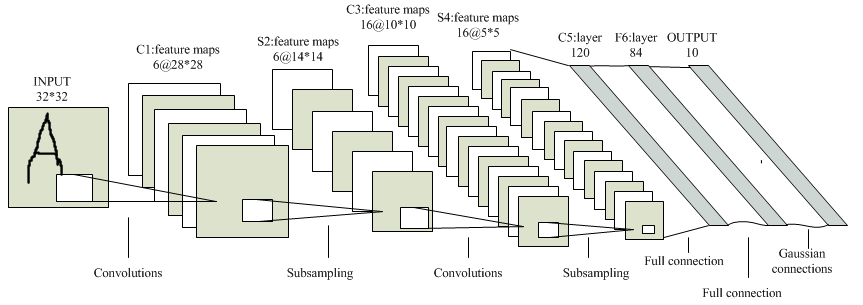 INPUT
32*32
A
C1:feature maps
6@28*28
S2:feature maps
6@14*14
C3:feature maps
16@10*10
S4:feature maps
16@5*5
C5:layer
120
F6:layer
84
OUTPUT
10
Convolutions
Subsampling
Convolutions
Subsampling
Full connection
Full connection
Gaussian
connections